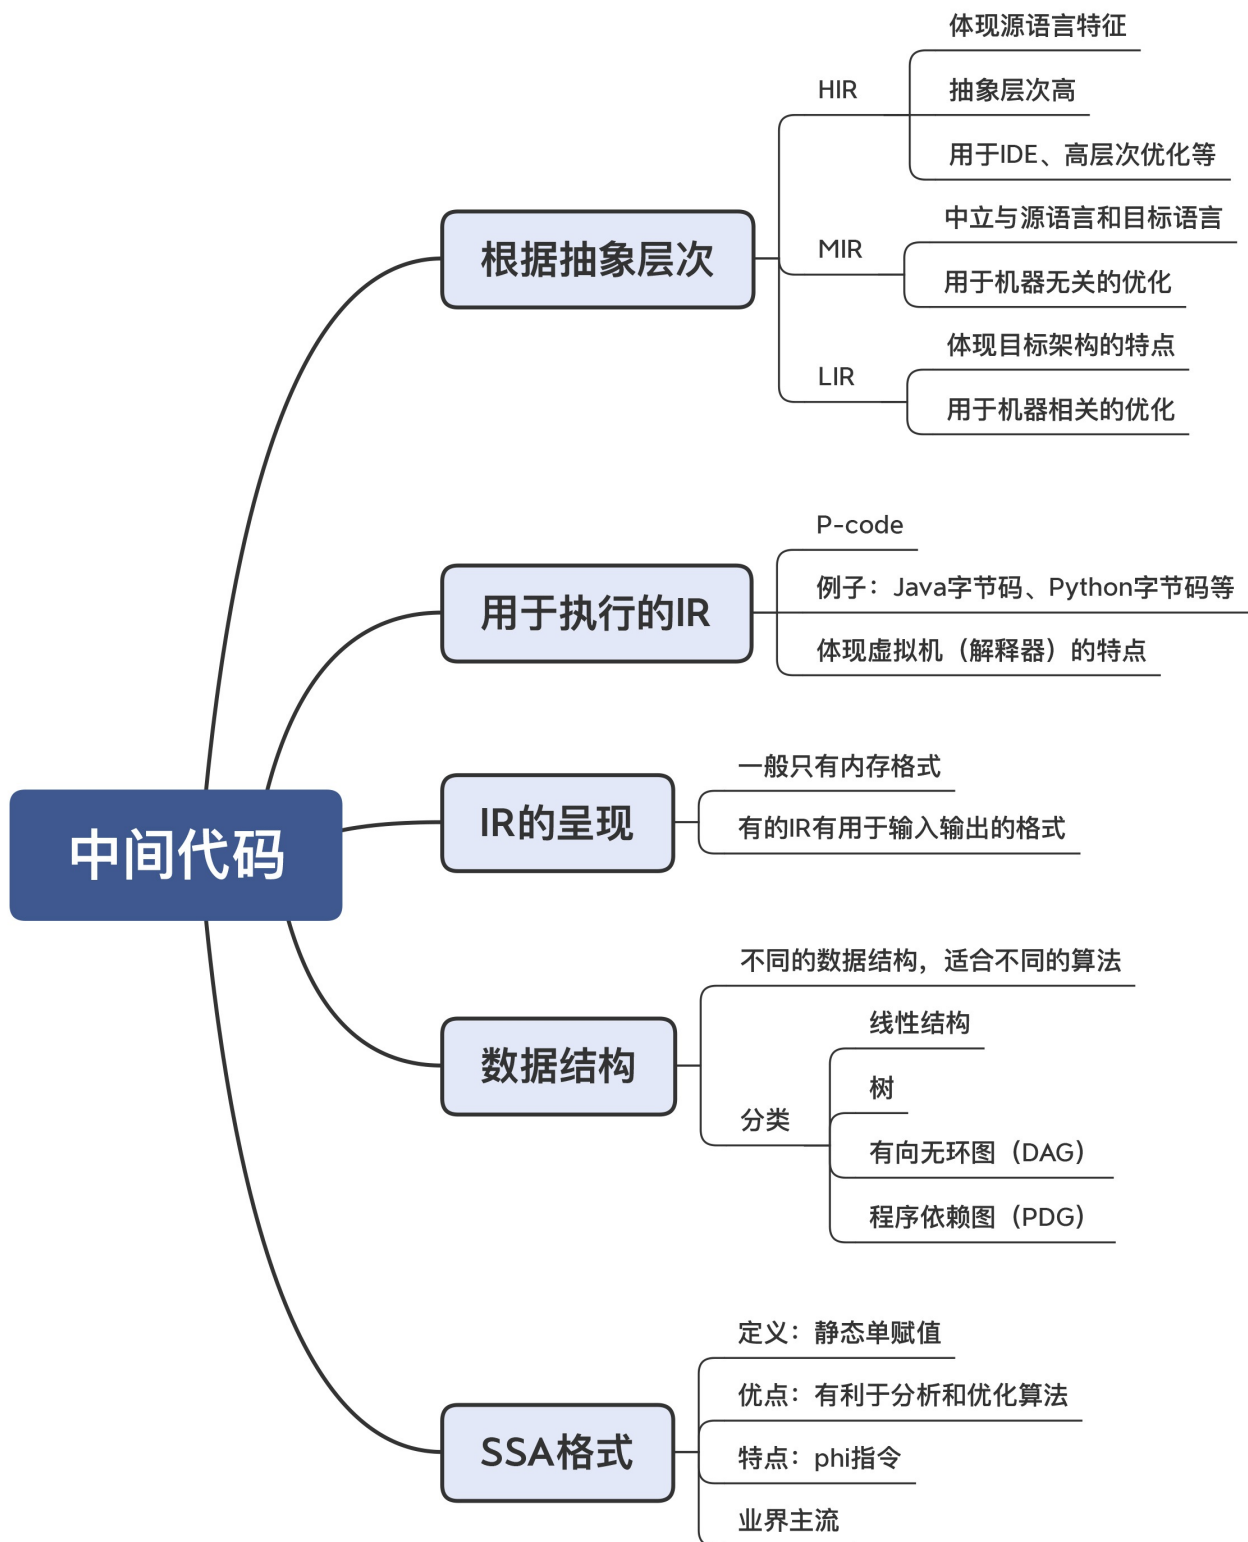 中间代码
根据抽象层次
HIR
体现源语言特征
抽象层次高
用于IDE、高层次优化等
MIR
中立与源语言和目标语言
用于机器无关的优化
LIR
体现目标架构的特点
用于机器相关的优化
用于执行的IR
P-code
例子：Java字节码、Python字节码等
体现虚拟机（解释器）的特点
IR的呈现
一般只有内存格式
有的IR有用于输入输出的格式
数据结构
不同的数据结构，适合不同的算法
分类
线性结构
树
有向无环图（DAG）
程序依赖图（PDG）
SSA格式
定义：静态单赋值
优点：有利于分析和优化算法
特点：phi指令
业界主流